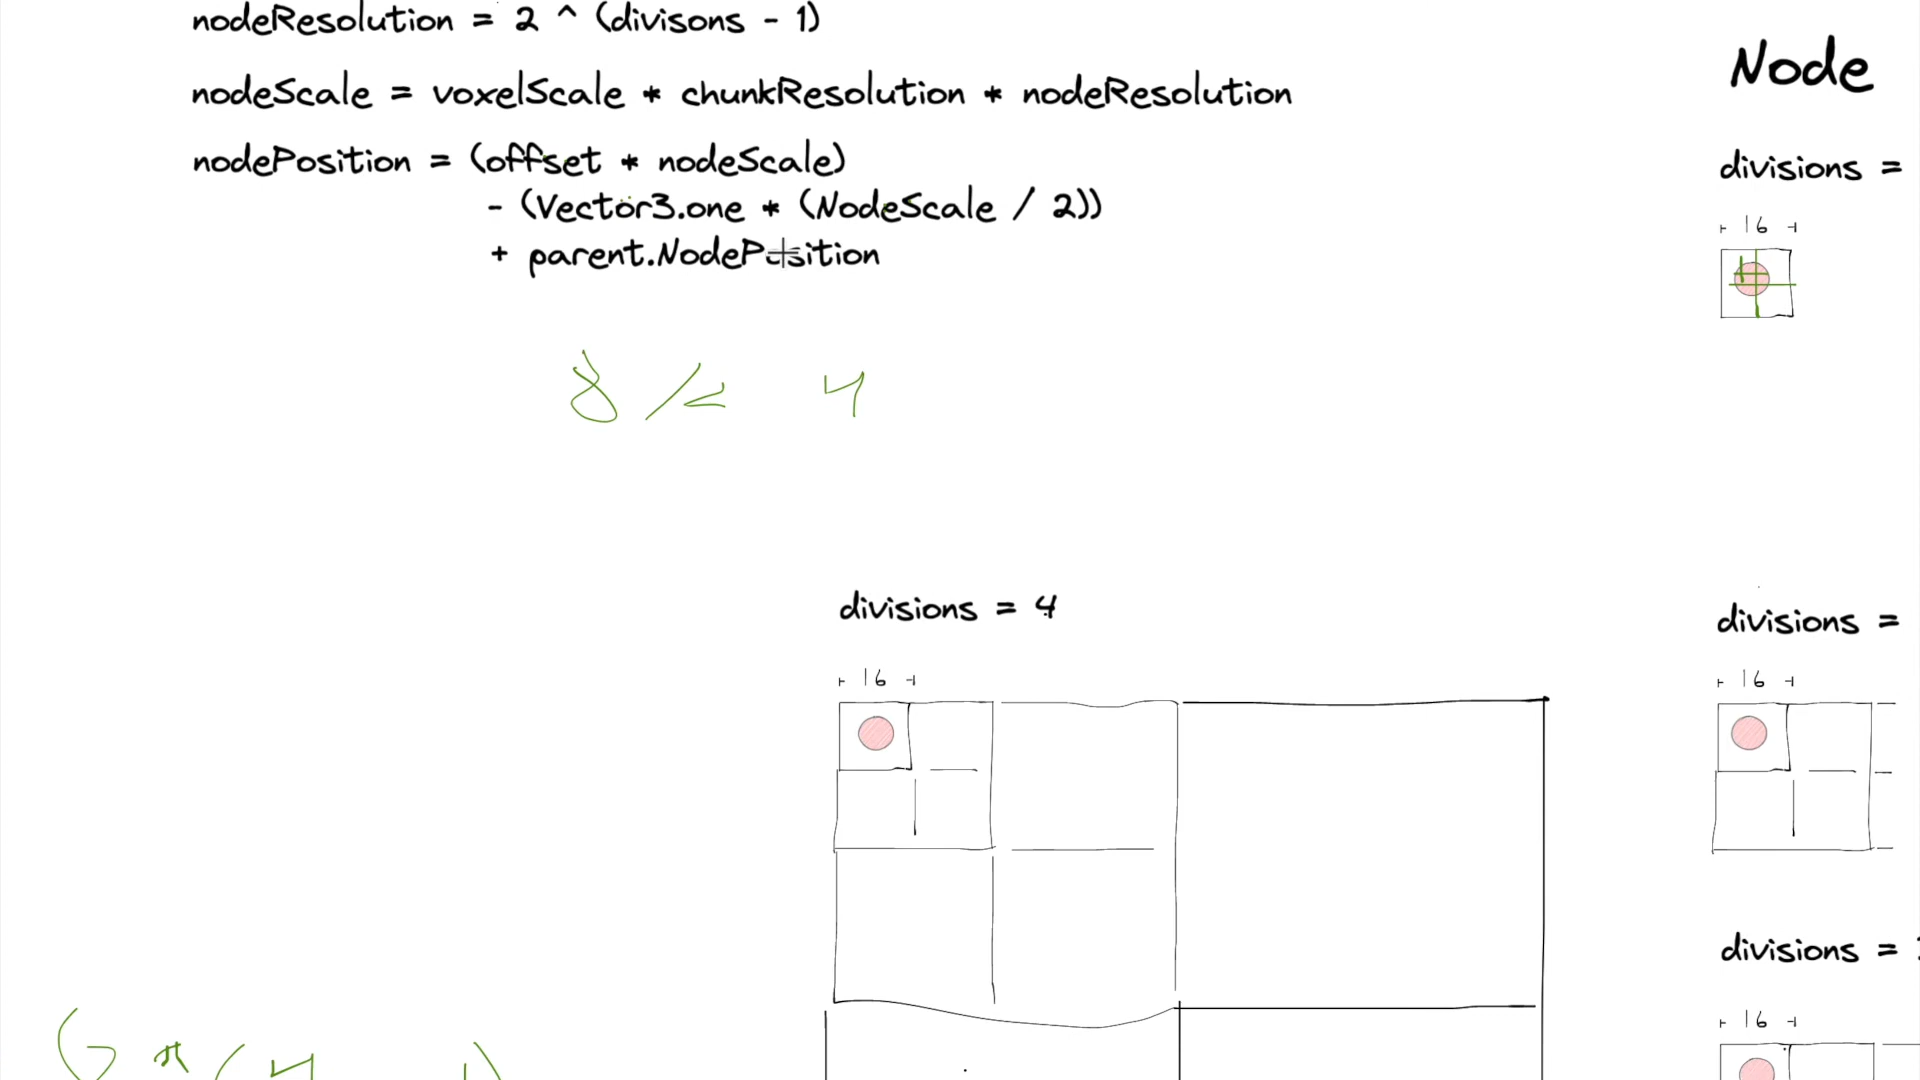 nodeResolution = 2 ^ (divisons - 1)
nodeScale = voxelScale * chunkResolution * nodeResolution
nodePosition = (offset * nodeScale)
- (Vector3.one * (NodeScale / 2))
+ parent.NodePosition
Node
divisions =
16
8 / 2 4
divisions = 4
16
divisions =
16
divisions =
16